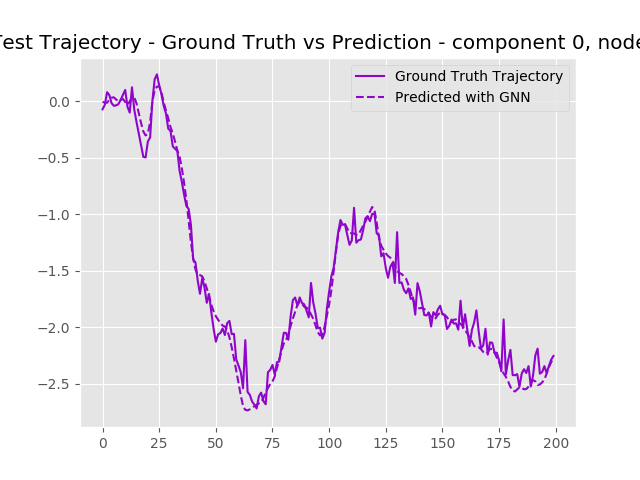 Test Trajectory - Ground Truth vs Prediction - component 0, node
Ground Truth Trajectory
Predicted with GNN
0.0
−0.5
−1.0
−1.5
−2.0
−2.5
0 25 50 75 100 125 150 175 200